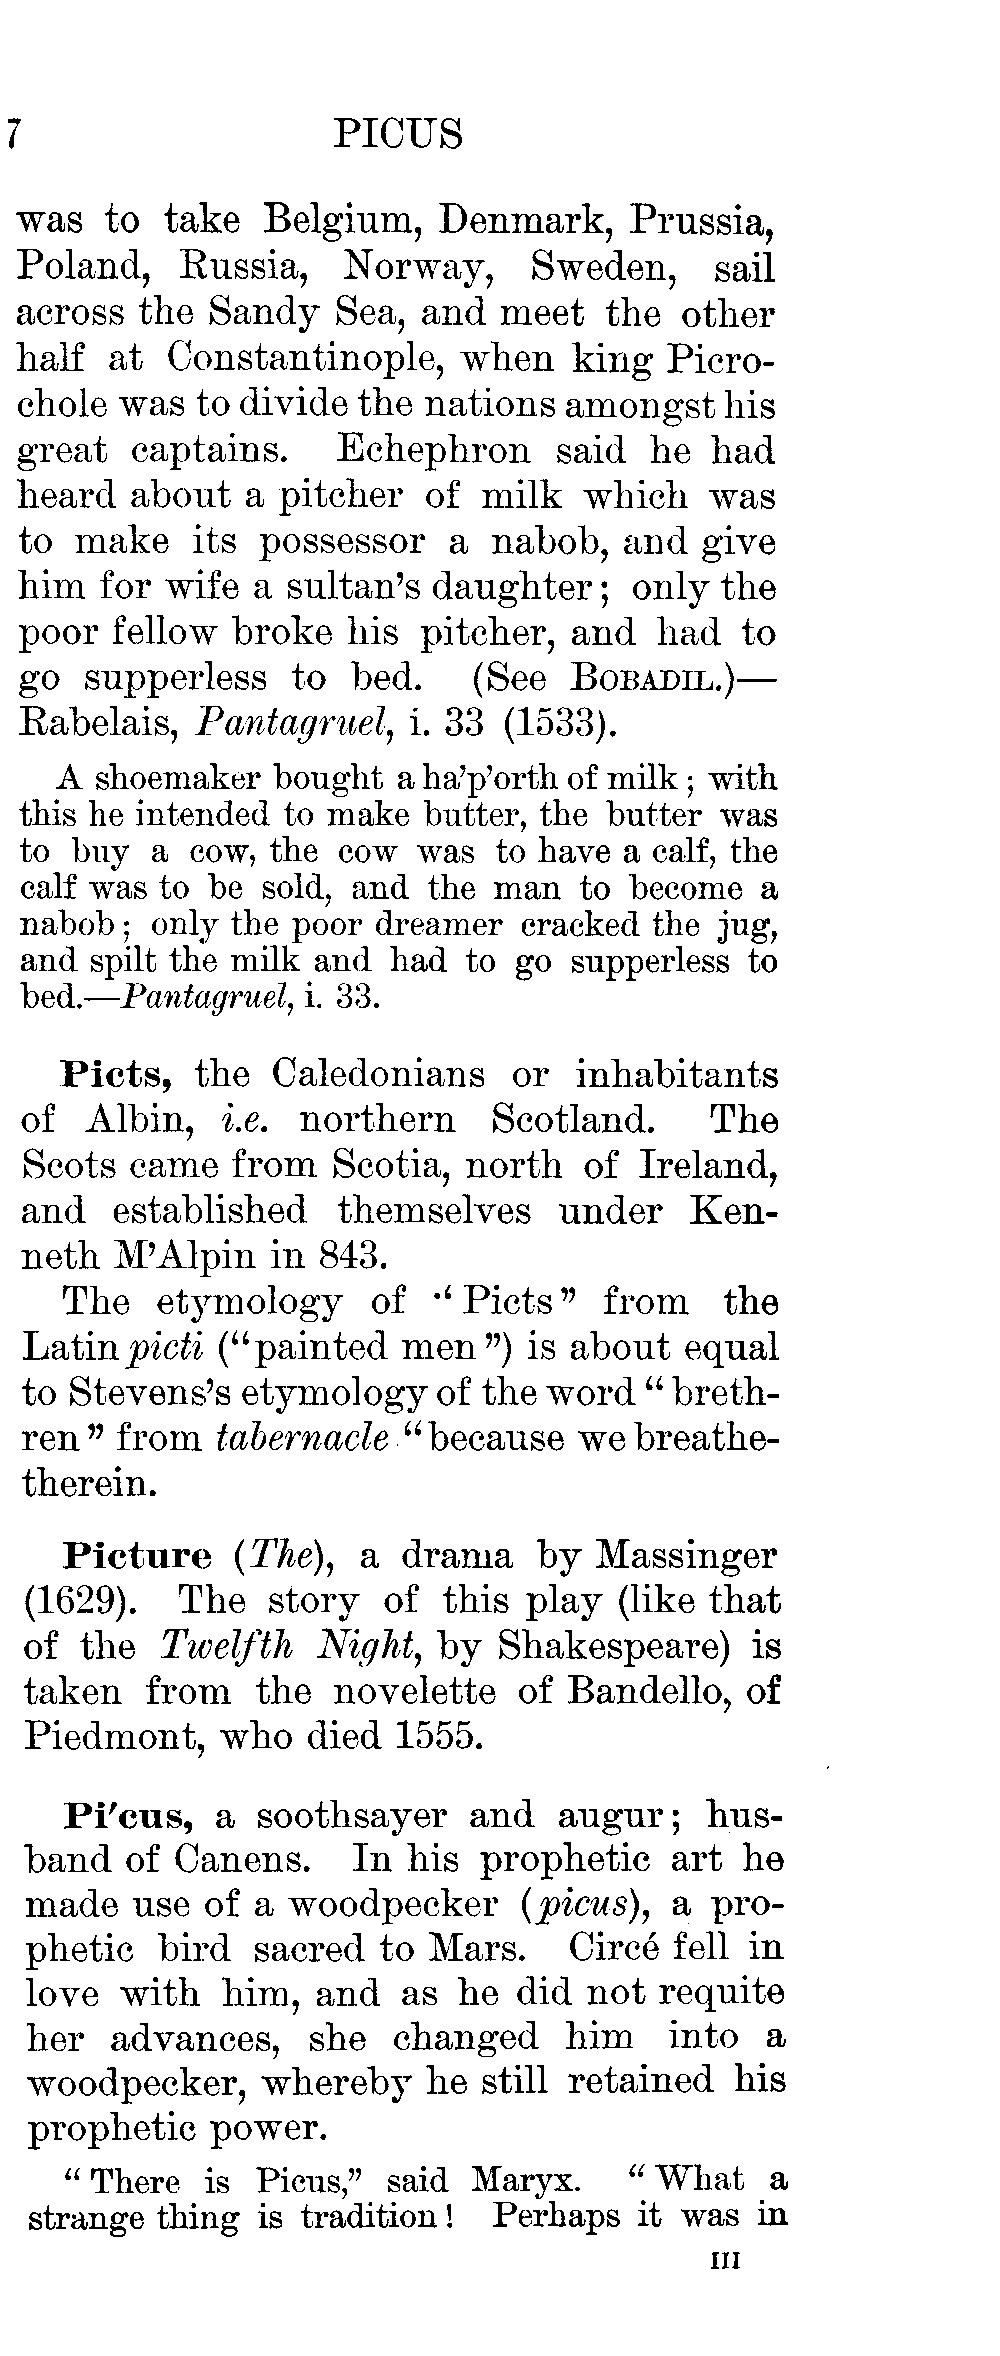 7 PICUS
was to take Belgium, Denmark, Prussia,
Poland, Russia, Norway, Sweden, sail
across the Sandy Sea, and meet the other
half at Constantinople, when king Picro-
chole was to divide the nations amongst his
great captains. Echephron said he had
heard about a pitcher of milk which was
to make its possessor a nabob, and give
him for wife a sultan's daughter; only the
poor fellow broke his pitcher, and had to
go supperless to bed. (See BOBADIL.)—
Rabelais, Pantagruel, i. 33 (1533).
A shoemaker bought a ha'p'orth of milk; with
this he intended to make butter, the butter was
to buy a cow, the cow was to have a calf, the
calf was to be sold, and the man to become a
nabob; only the poor dreamer cracked the jug,
and spilt the milk and had to go supperless to
bed.—Pantagruel, i. 33.
Picts, the Caledonians or inhabitants
of Albin, i.e. northern Scotland. The
Scots came from Scotia, north of Ireland,
and established themselves under Ken-
neth M'Alpin in 843.
The etymology of “Picts” from the
Latin picti (“painted men”) is about equal
to Stevens's etymology of the word “breth-
ren” from tabernacle “because we breathe-
therein.
Picture (The), a drama by Massinger
(1629). The story of this play (like that
of the Twelfth Night, by Shakespeare) is
taken from the novelette of Bandello, of
Piedmont, who died 1555.
Pi'cus, a soothsayer and augur; hus-
band of Canens. In his prophetic art he
made use of a woodpecker (picus), a pro-
phetic bird sacred to Mars. Circé fell in
love with him, and as he did not requite
her advances, she changed him into a
woodpecker, whereby he still retained his
prophetic power.
“There is Picus,” said Maryx. “What a
strange thing is tradition! Perhaps it was in
III